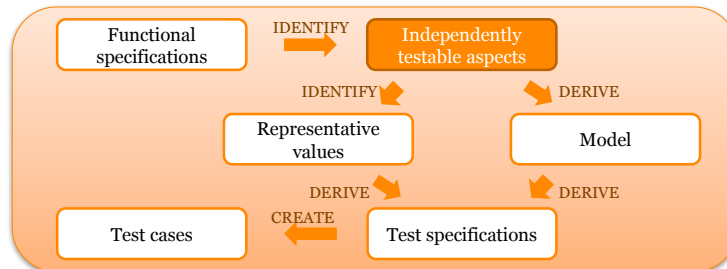 Functional
specifications
IDENTIFY
Independently
testable aspects
IDENTIFY
DERIVE
Representative
values
Model
DERIVE
DERIVE
CREATE
Test cases
Test specifications